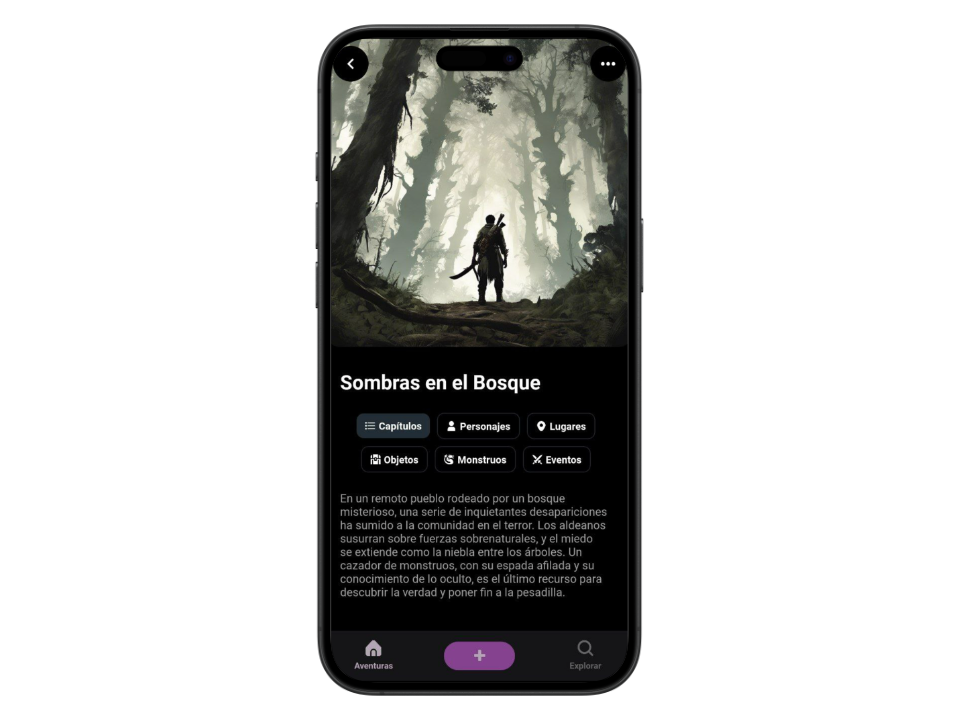 Sombras en el Bosque
Capítulos Personajes Lugares
Objetos Monstruos Eventos
En un remoto pueblo rodeado por un bosque
misterioso, una serie de inquietantes desapariciones
ha sumido a la comunidad en el terror. Los aldeanos
susurran sobre fuerzas sobrenaturales, y el miedo
se extiende como la niebla entre los árboles. Un
cazador de monstruos, con su espada afilada y su
conocimiento de lo oculto, es el último recurso para
descubrir la verdad y poner fin a la pesadilla.
Aventuras + Explorar